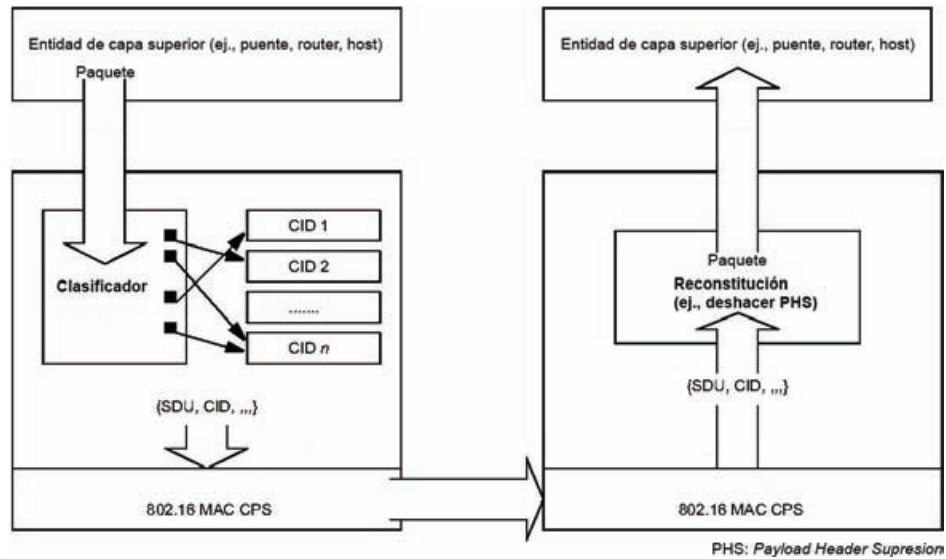 Entidad de capa superior (ej., puente, router, host)
Paquete
Clasificador
CID 1
CID 2
.......
CID n
{SDU, CID, ,,,}
802.16 MAC CPS
Entidad de capa superior (ej., puente, router, host)
Paquete
Reconstitución
(ej., deshacer PHS)
{SDU, CID, ,,,}
802.16 MAC CPS
PHS: Payload Header Supresion